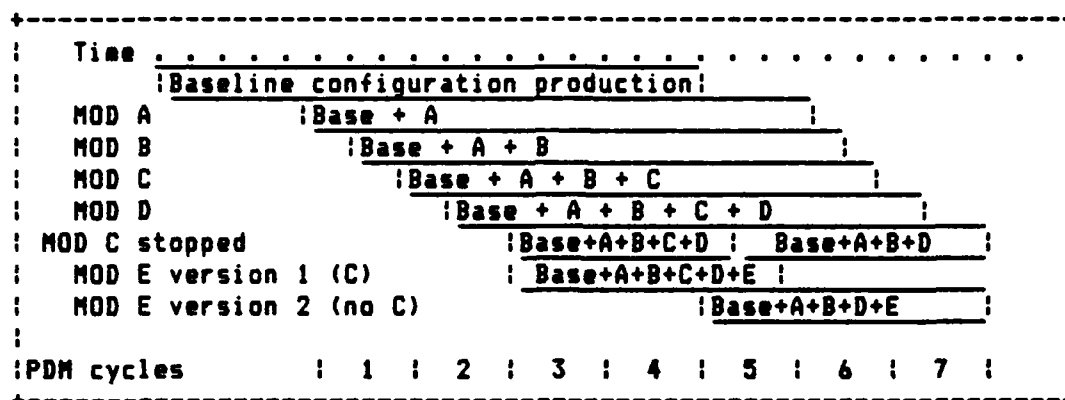 Time . . . . . . . . . . . . . . . . . . . . . . .
|Baseline configuration production|
MOD A |Base + A |
MOD B |Base + A + B |
MOD C |Base + A + B + C |
MOD D |Base + A + B + C + D |
MOD C stopped |Base+A+B+C+D | Base+A+B+D |
MOD E version 1 (C) | Base+A+B+C+D+E |
MOD E version 2 (no C) |Base+A+B+D+E |
|PDM cycles | 1 | 2 | 3 | 4 | 5 | 6 | 7 |